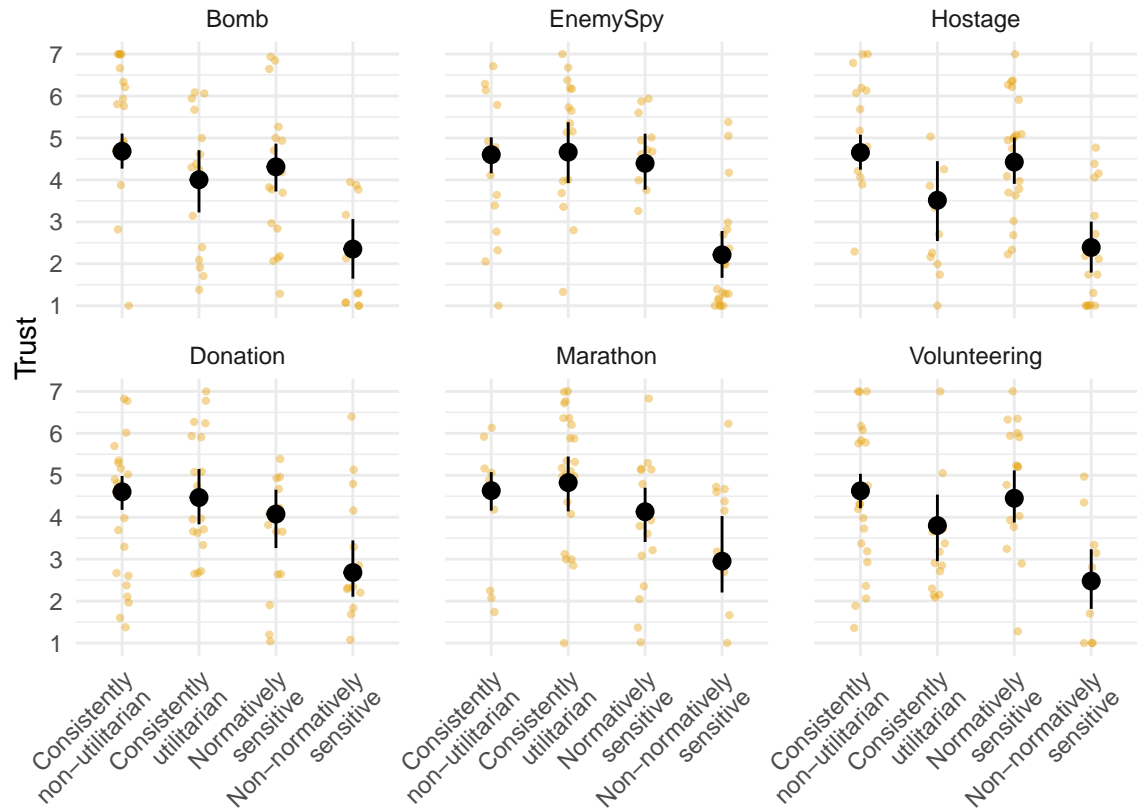 Bomb
EnemySpy
Hostage
7
6
5
4
3
2
1
Trust
Donation
Marathon
Volunteering
7
6
5
4
3
2
1
Consistently
non−utilitarian
Consistently
utilitarian
Normatively
sensitive
Non−normatively
sensitive
Consistently
non−utilitarian
Consistently
utilitarian
Normatively
sensitive
Non−normatively
sensitive
Consistently
non−utilitarian
Consistently
utilitarian
Normatively
sensitive
Non−normatively
sensitive